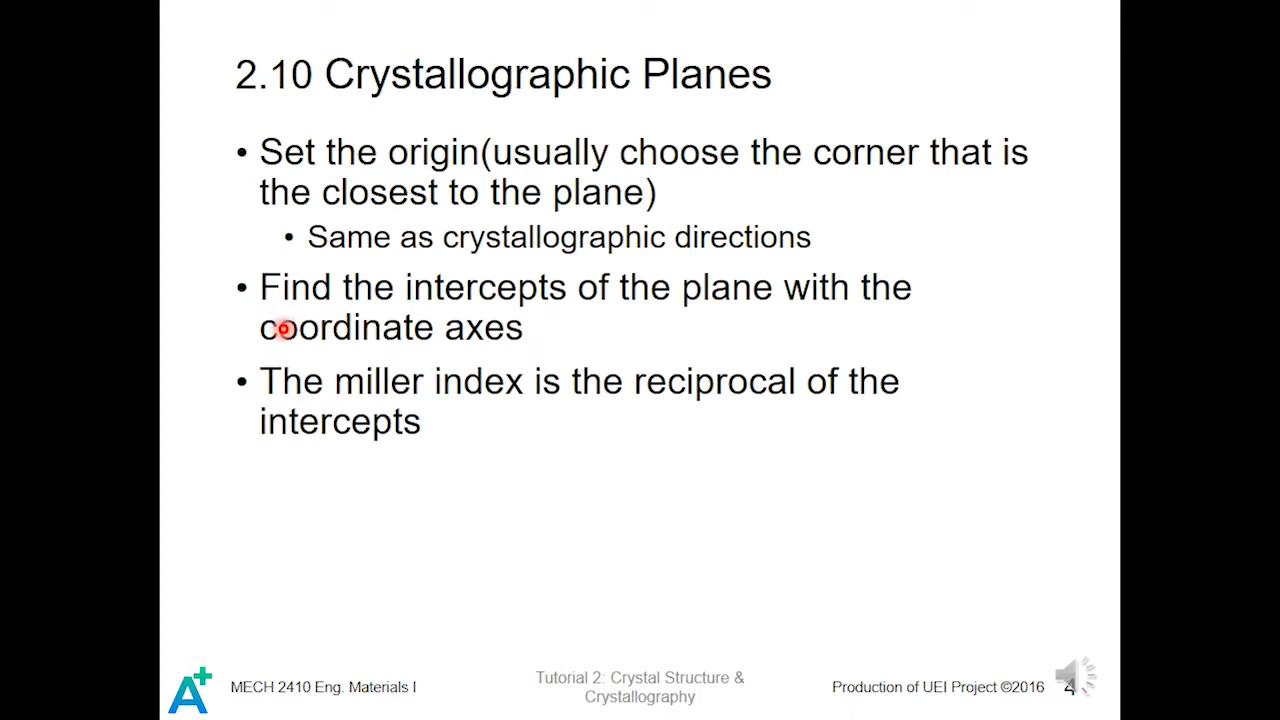 2.10 Crystallographic Planes
• Set the origin(usually choose the corner that is
the closest to the plane)
• Same as crystallographic directions
• Find the intercepts of the plane with the
coordinate axes
• The miller index is the reciprocal of the
intercepts
A+
MECH 2410 Eng. Materials I
Tutorial 2: Crystal Structure &
Crystallography
Production of UEI Project ©2016
4